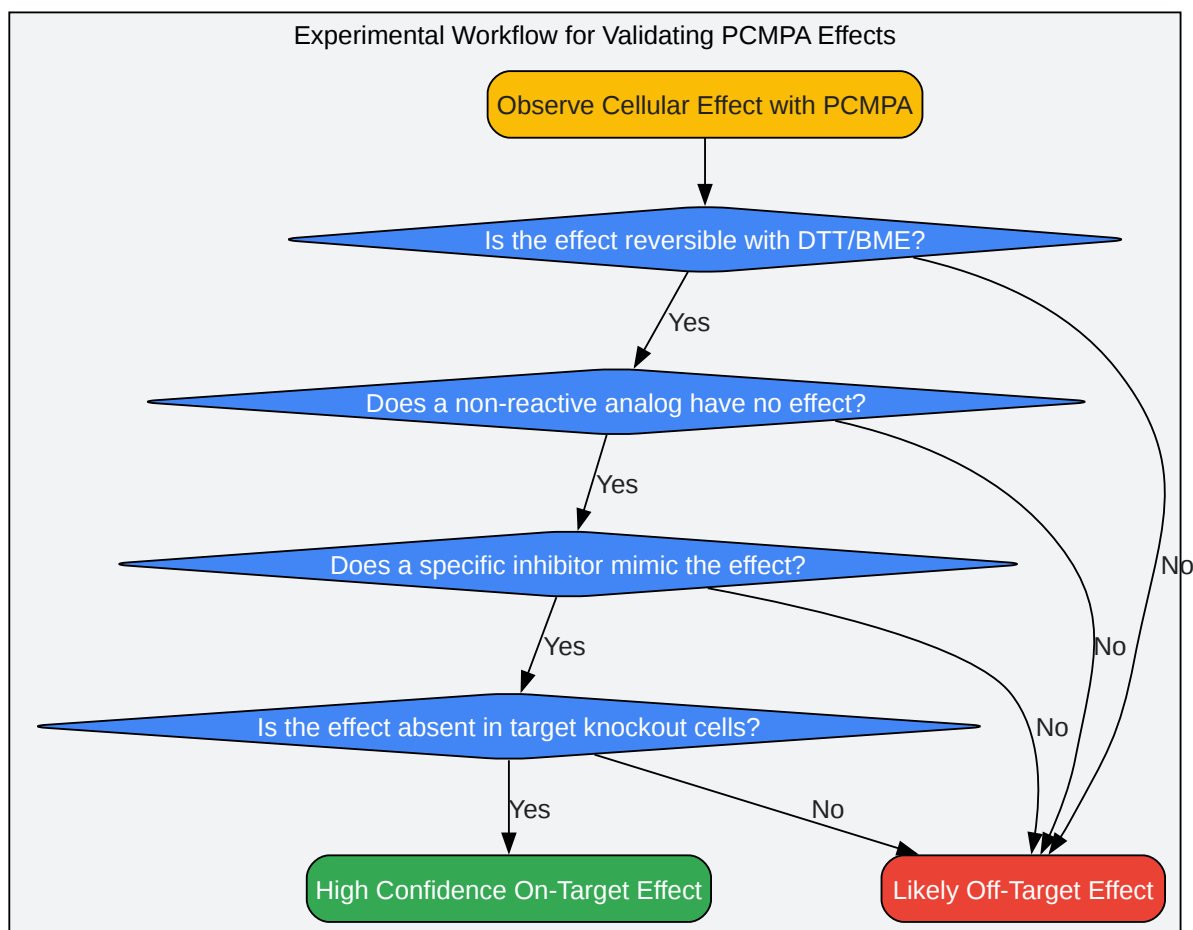 Experimental Workflow for Validating PCMPA Effects
Observe Cellular Effect with PCMPA
Is the effect reversible with DTT/BME?
Yes
Does a non-reactive analog have no effect?
Yes
No
Does a specific inhibitor mimic the effect?
Yes
No
Is the effect absent in target knockout cells?
No
Yes
No
High Confidence On-Target Effect
Likely Off-Target Effect